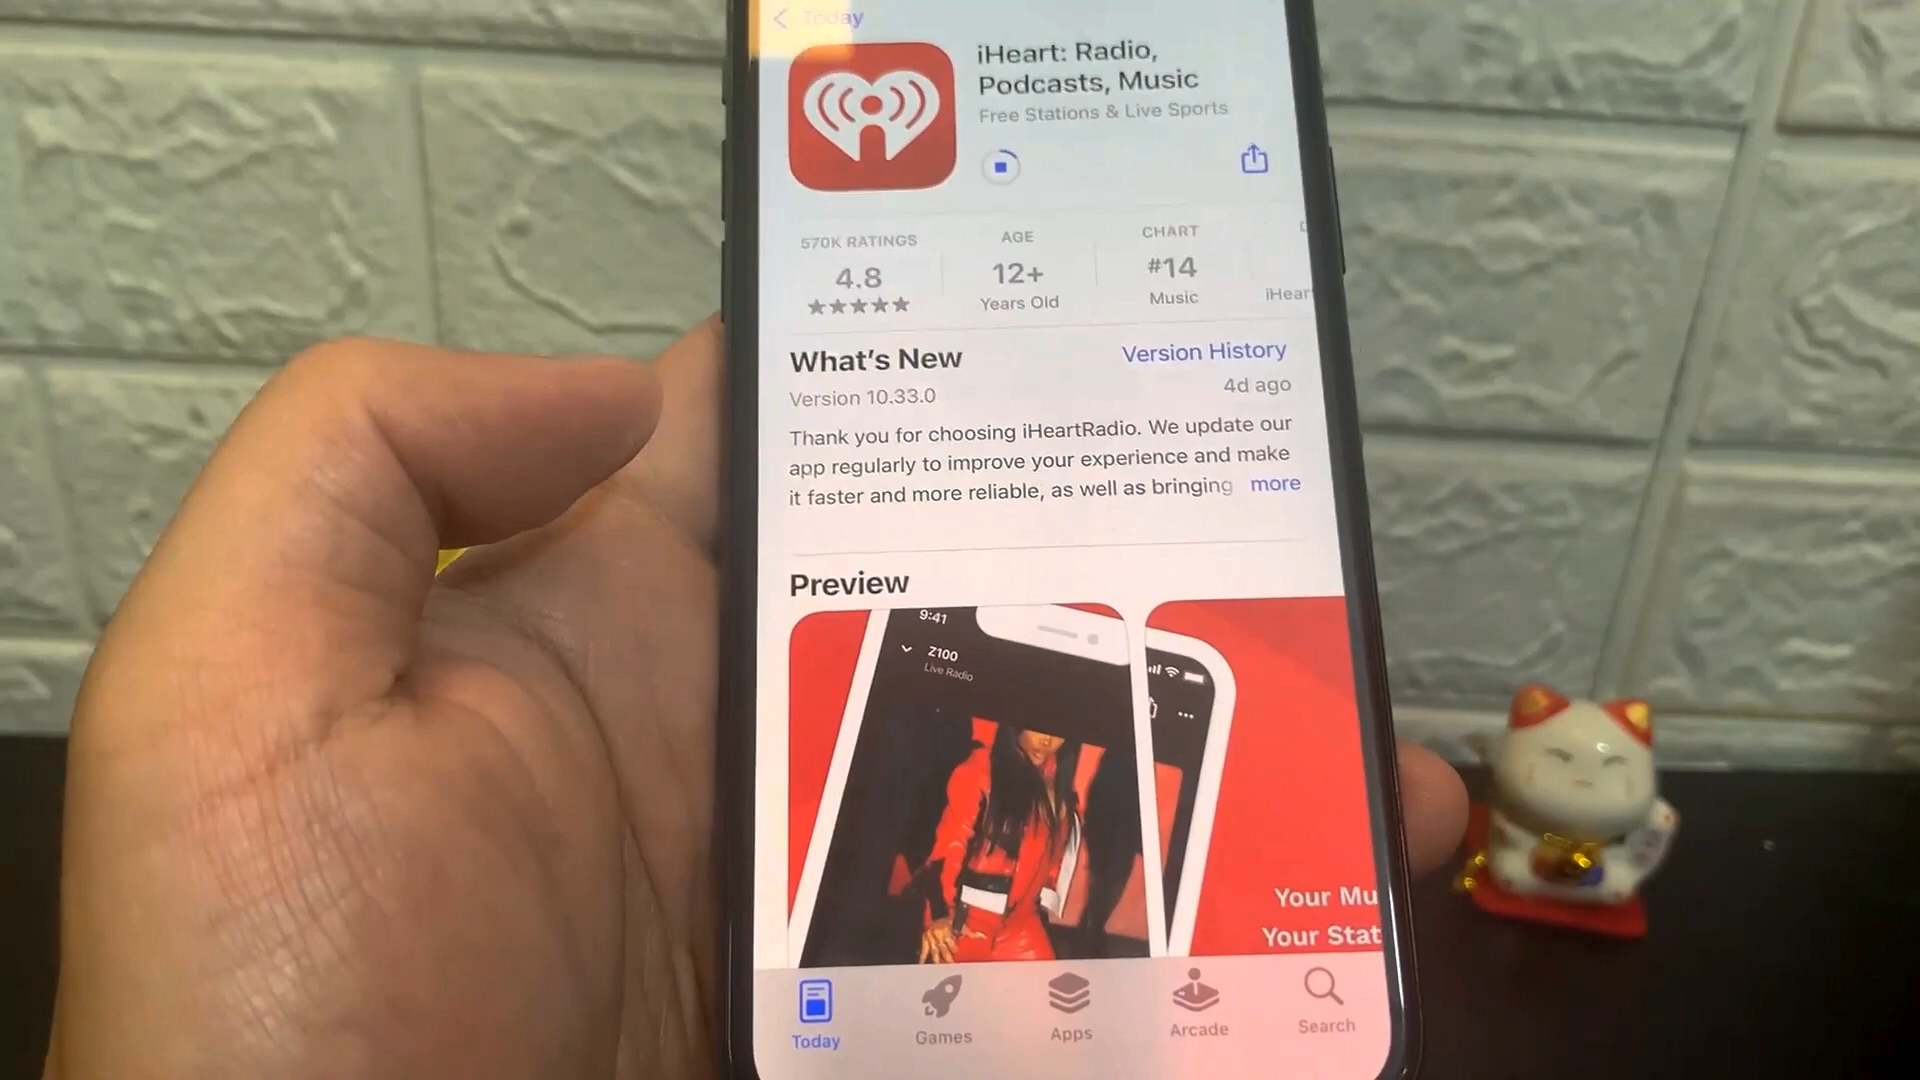 Today
iHeart: Radio,
Podcasts, Music
Free Stations & Live Sports
570K RATINGS
4.8
AGE
12+
Years Old
CHART
#14
Music
iHear
What's New
Version History
Version 10.33.0
4d ago
Thank you for choosing iHeartRadio. We update our
app regularly to improve your experience and make
it faster and more reliable, as well as bringing more
Preview
9:41
Z100
Live Radio
Your Mu
Your Stat
Today
Games
Apps
Arcade
Search